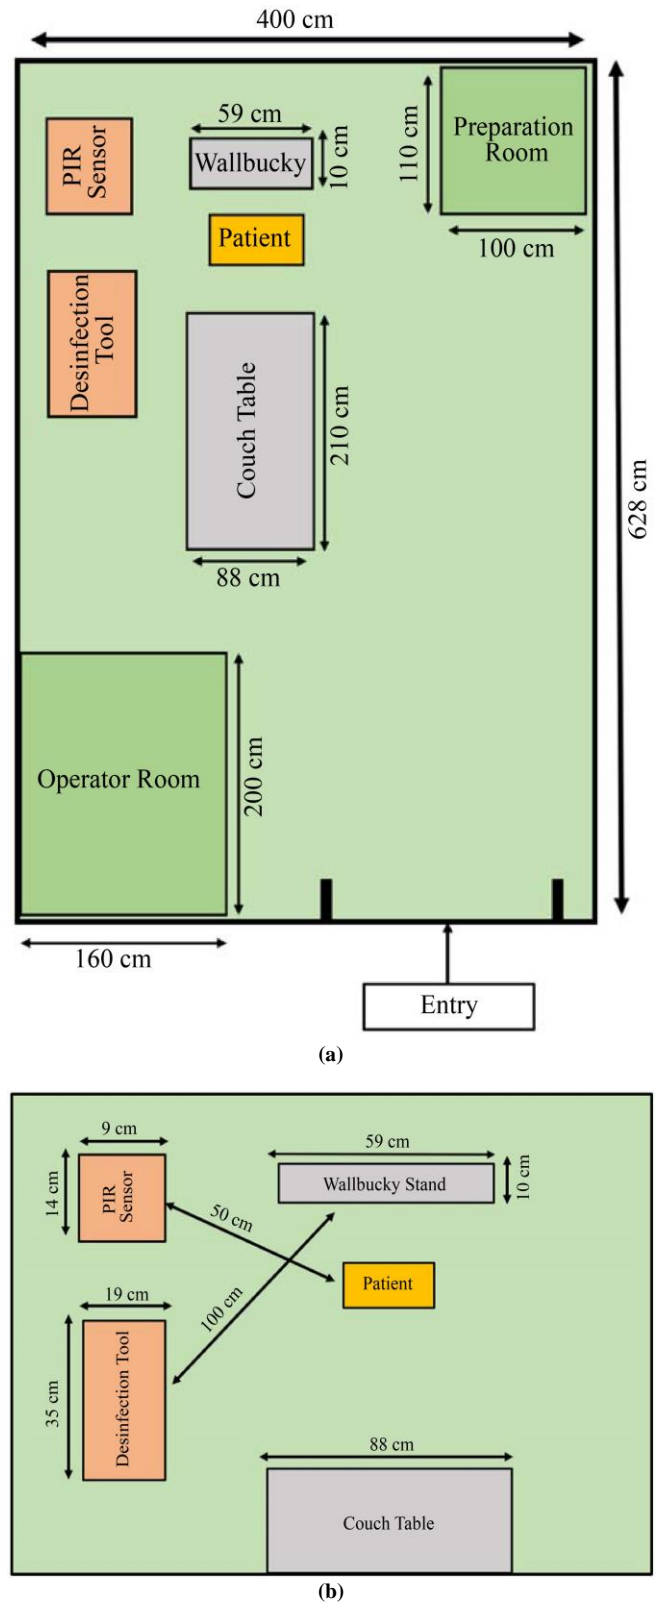 400 cm
59 cm
10 cm
Wallbucky
PIR
Sensor
Patient
110 cm
Preparation
Room
100 cm
Desinfection
Tool
Couch Table
210 cm
88 cm
628 cm
Operator Room
200 cm
160 cm
Entry
(a)
9 cm
14 cm
PIR
Sensor
59 cm
Wallbucky Stand
10 cm
50 cm
Patient
100 cm
19 cm
35 cm
Desinfection Tool
88 cm
Couch Table
(b)